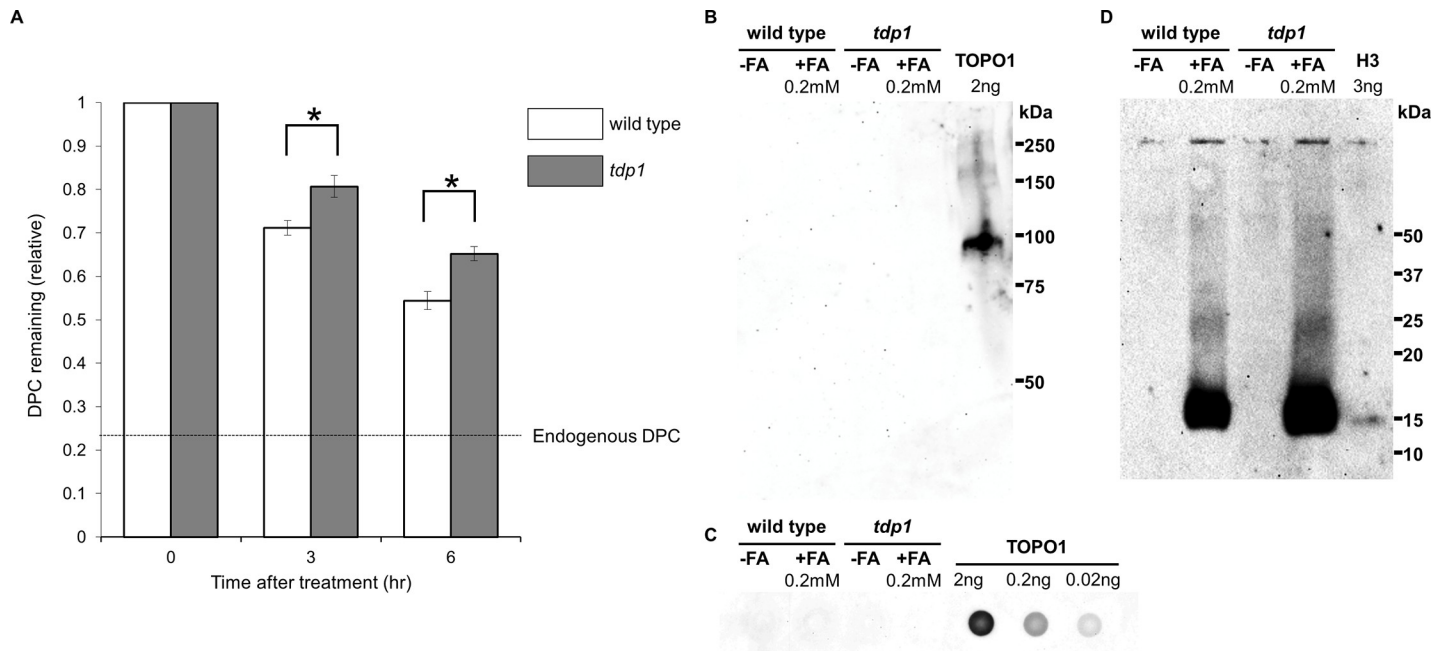 A
DPC remaining (relative)
1
0.9
0.8
0.7
0.6
0.5
0.4
0.3
0.2
0.1
0
*
*
wild type
tdp1
Endogenous DPC
0 3 6
Time after treatment (hr)
B
wild type tdp1
-FA +FA -FA +FA TOPO1
0.2mM 0.2mM 2ng
kDa
250
150
100
75
50
C
wild type tdp1 TOPO1
-FA +FA -FA +FA
0.2mM 0.2mM 2ng 0.2ng 0.02ng
D
wild type tdp1
-FA +FA -FA +FA H3
0.2mM 0.2mM 3ng
kDa
50
37
25
20
15
10